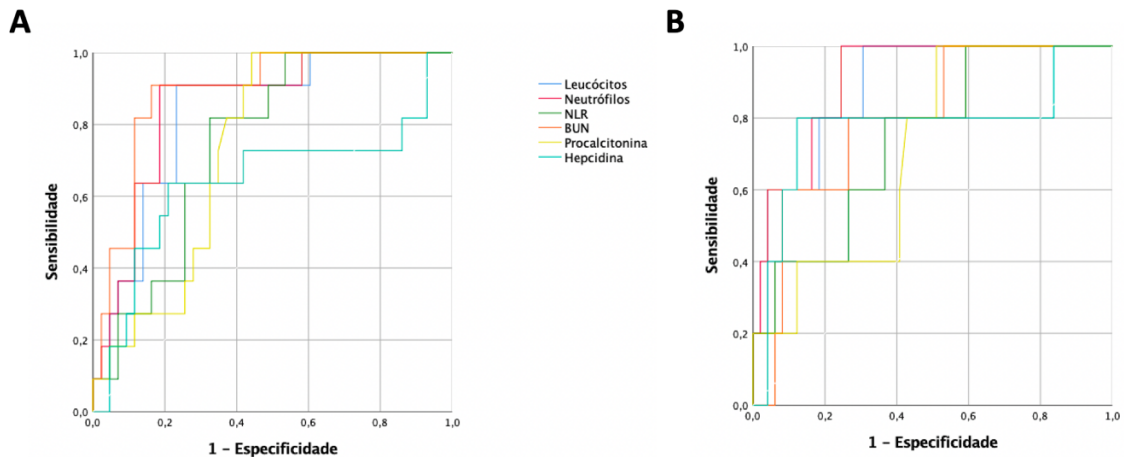 A
Sensibilidade
1,0
0,8
0,6
0,4
0,2
0,0
0,0 0,2 0,4 0,6 0,8 1,0
1 – Especificidade
Leucócitos
Neutrófilos
NLR
BUN
Procalcitonina
Hepcidina
B
Sensibilidade
1,0
0,8
0,6
0,4
0,2
0,0
0,0 0,2 0,4 0,6 0,8 1,0
1 – Especificidade